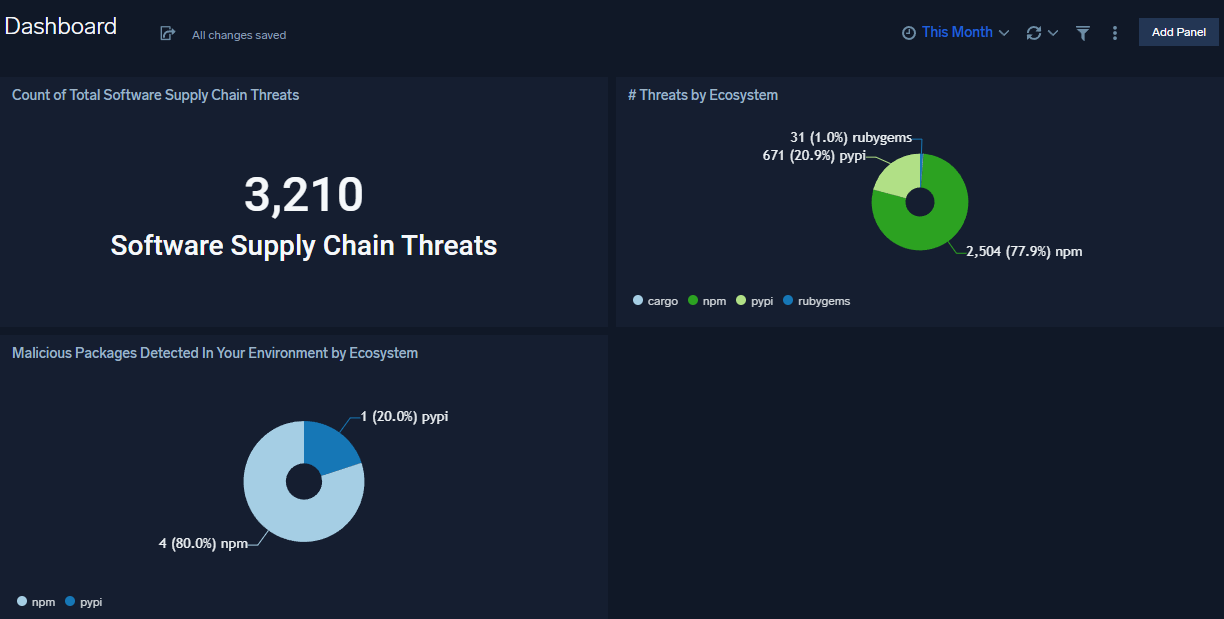 Dashboard
All changes saved
This Month
Add Panel
Count of Total Software Supply Chain Threats
3,210
Software Supply Chain Threats
# Threats by Ecosystem
31 (1.0%) rubygems
671 (20.9%) pypi
2,504 (77.9%) npm
cargo npm pypi rubygems
Malicious Packages Detected In Your Environment by Ecosystem
1 (20.0%) pypi
4 (80.0%) npm
npm pypi